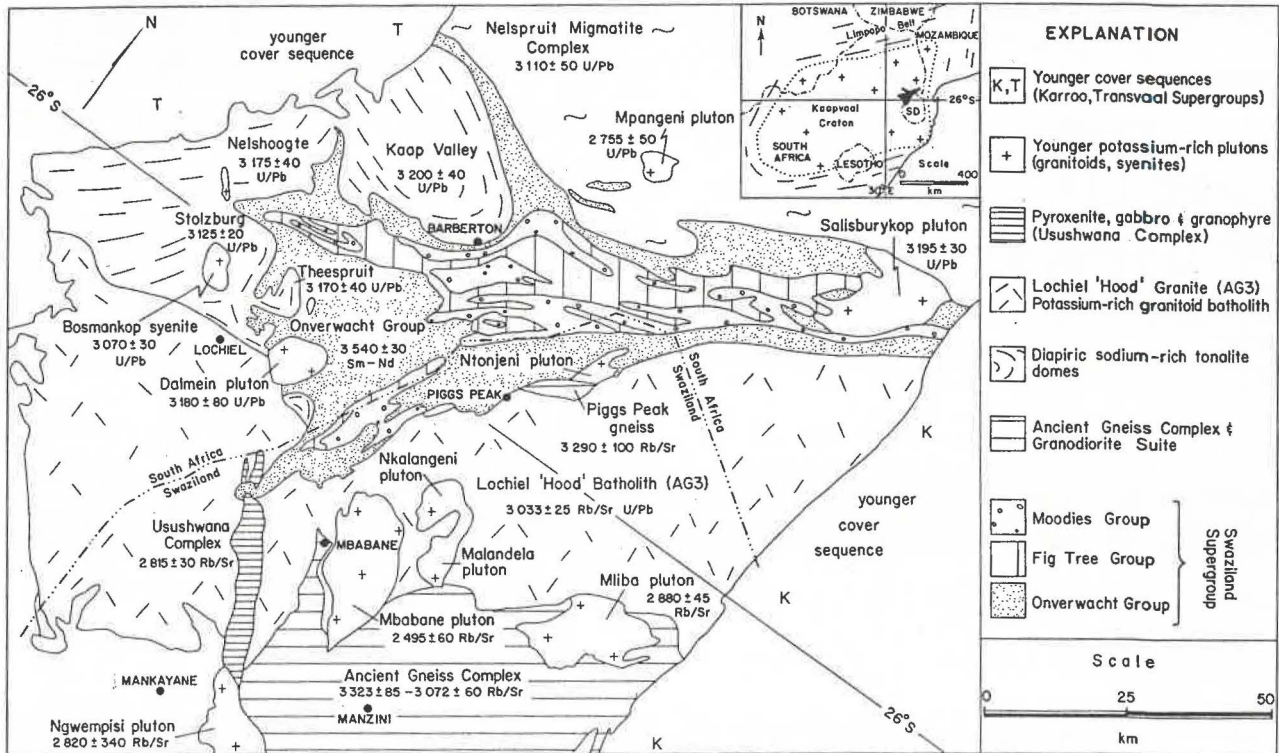 N
26°S
T
younger
cover sequence
T
K
T
Nelspruit Migmatite
Complex
3110±50 U/Pb
Mpangeni pluton
2 755 ± 50
U/Pb
Nelshoogte
3 175±40
U/Pb
Kaap Valley
3 200 ± 40
U/Pb
Stolzburg
3 125±20
U/Pb
BARBERTON
Salisburykop pluton
3 195±30
U/Pb
Theespruit
3 170±40 U/Pb
Bosmankop syenite
3 070±30
U/Pb
LOCHIEL
Onverwacht Group
3 540±30
Sm-Nd
Dalmein pluton
3 180 ± 80 U/Pb
Ntonjeni pluton
PIGGS PEAK
Piggs Peak
gneiss
3 290 ± 100 Rb/Sr
South Africa
Swaziland
South Africa
Swaziland
K
Nkalangeni
pluton
Lochiel 'Hood' Batholith (AG3)
3 033±25 Rb/Sr U/Pb
younger
cover
sequence
Usushwana
Complex
2 815±30 Rb/Sr
MBABANE
Malandela
pluton
Mliba pluton
2 880±45
Rb/Sr
K
Mbabane pluton
2 495±60 Rb/Sr
Ancient Gneiss Complex
3 323±85 -3 072±60 Rb/Sr
MANKAYANE
MANZINI
Ngwempisi pluton
2 820±340 Rb/Sr
26°S
K
N
BOTSWANA
ZIMBABWE
Limpopo Belt
MOZAMBIQUE
Kaapvaal
Craton
26°S
SD
SOUTH
AFRICA
LESOTHO
30°E
Scale
0 400
km
EXPLANATION
K,T Younger cover sequences
(Karroo, Transvaal Supergroups)
Younger potassium-rich plutons
(granitoids, syenites)
Pyroxenite, gabbro & granophyre
(Usushwana Complex)
Lochiel 'Hood' Granite (AG3)
Potassium-rich granitoid batholith
Diapiric sodium-rich tonalite
domes
Ancient Gneiss Complex &
Granodiorite Suite
Moodies Group
Fig Tree Group
Onverwacht Group
Swaziland
Supergroup
Scale
0 25 50
km